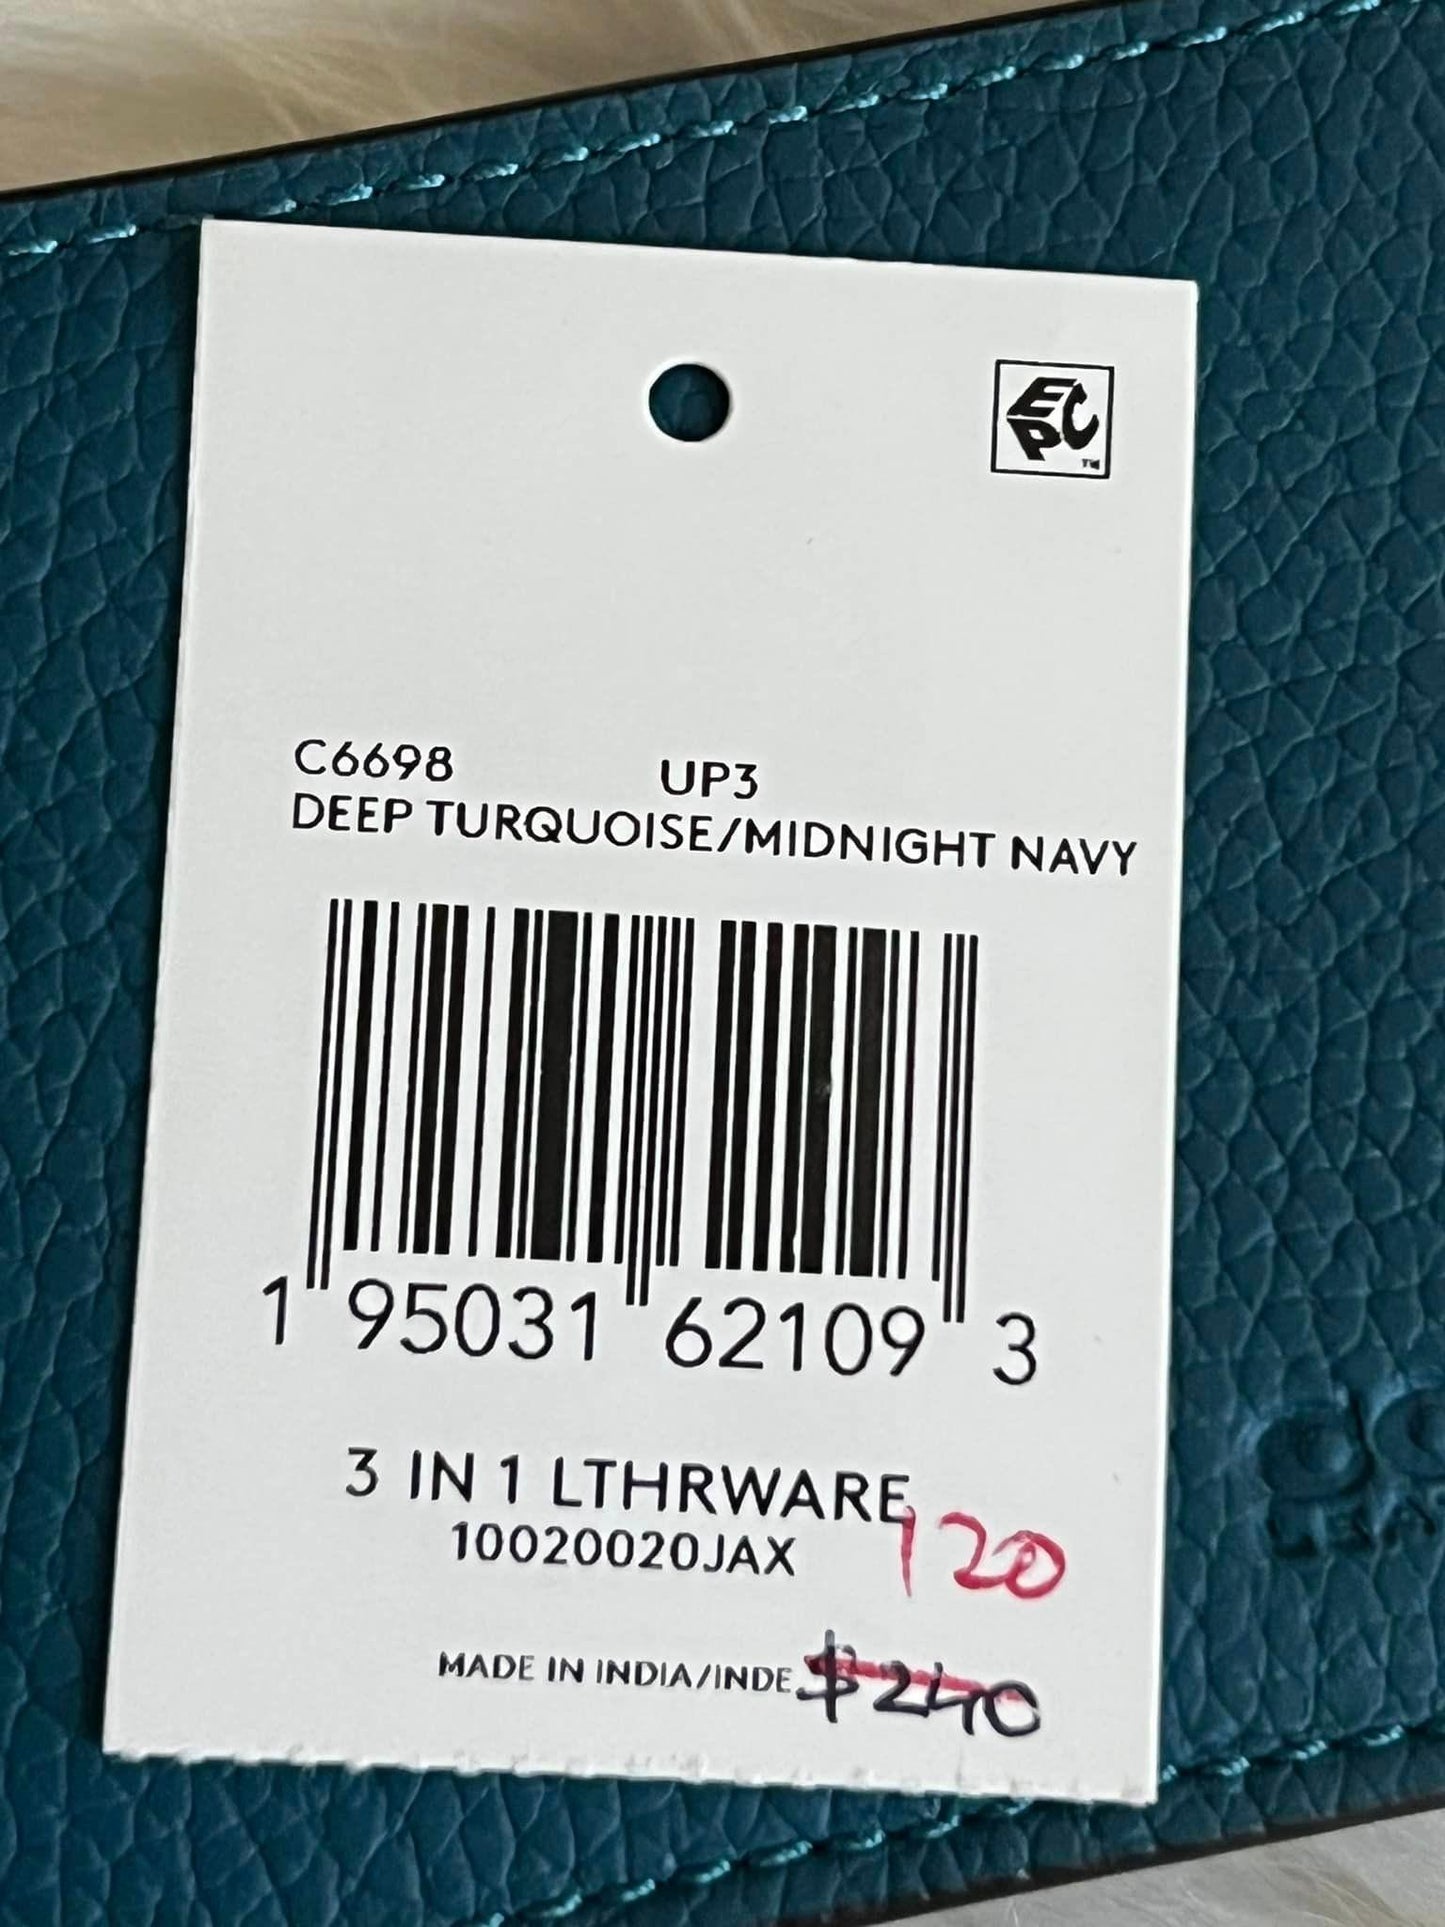 EPC™
C6698 UP3
DEEP TURQUOISE/MIDNIGHT NAVY
1 95031 62109 3
3 IN 1 LTHRWARE
10020020JAX
120
MADE IN INDIA/INDE
$240